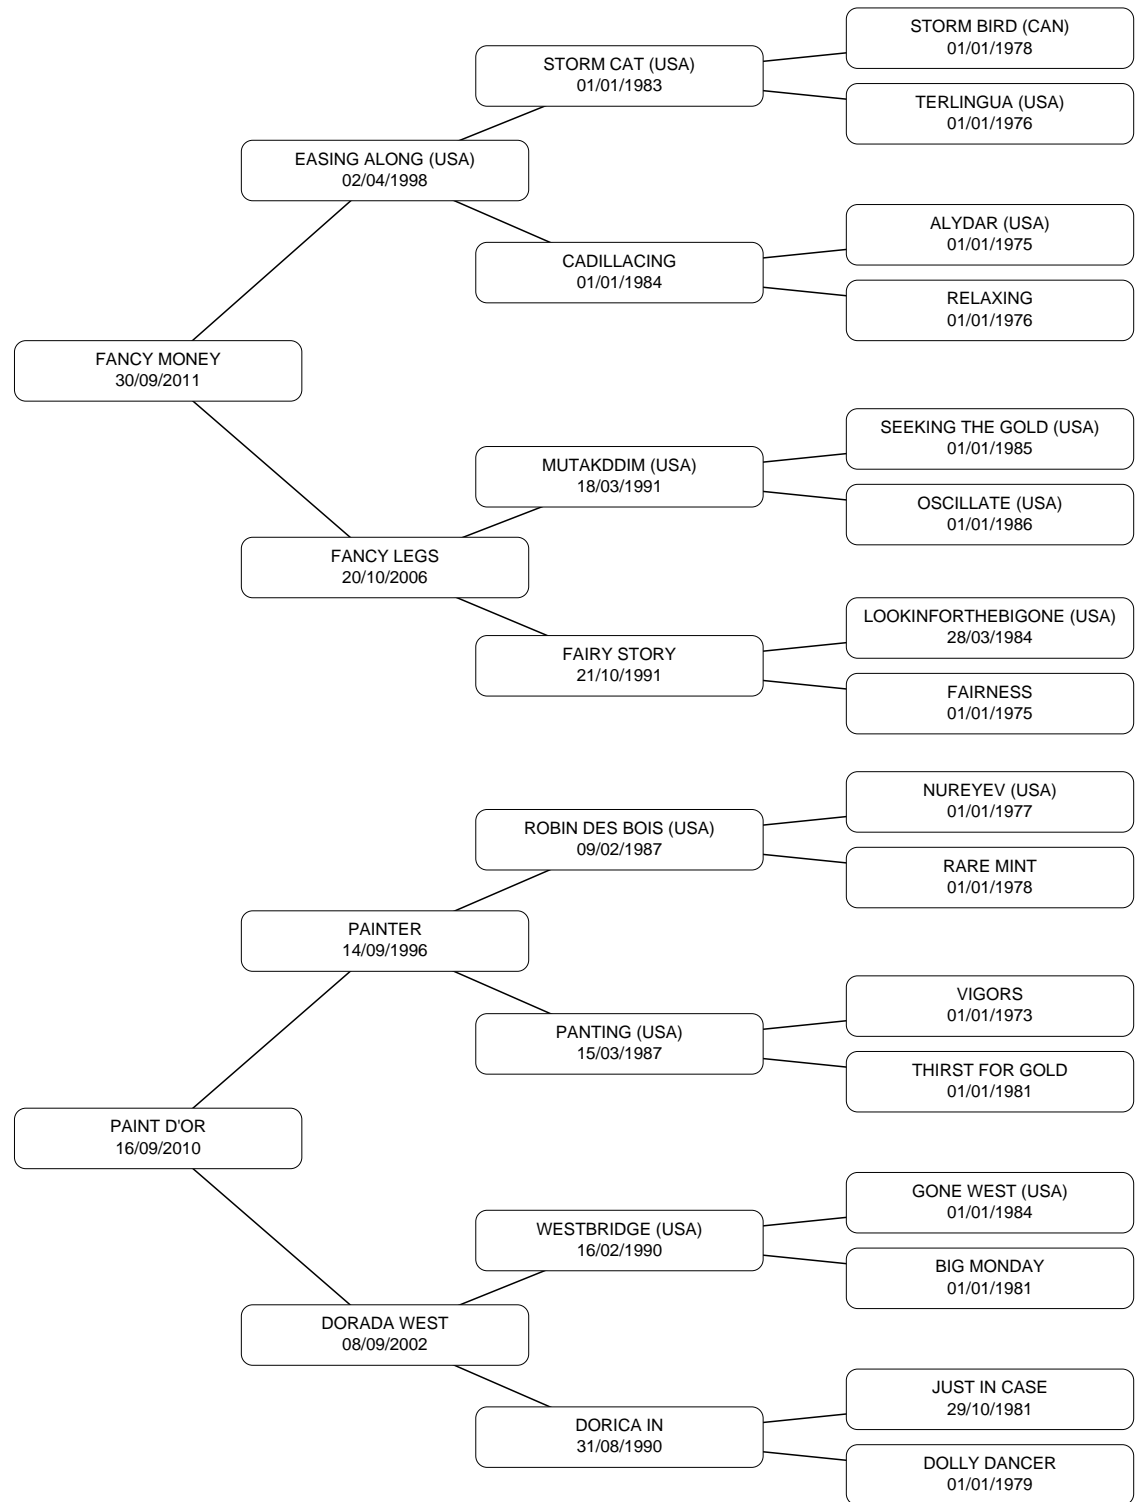 STORM BIRD (CAN)
01/01/1978
STORM CAT (USA)
01/01/1983
TERLINGUA (USA)
01/01/1976
EASING ALONG (USA)
02/04/1998
ALYDAR (USA)
01/01/1975
CADILLACING
01/01/1984
RELAXING
01/01/1976
FANCY MONEY
30/09/2011
SEEKING THE GOLD (USA)
01/01/1985
MUTAKDDIM (USA)
18/03/1991
OSCILLATE (USA)
01/01/1986
FANCY LEGS
20/10/2006
LOOKINFORTHEBIGONE (USA)
28/03/1984
FAIRY STORY
21/10/1991
FAIRNESS
01/01/1975
NUREYEV (USA)
01/01/1977
ROBIN DES BOIS (USA)
09/02/1987
RARE MINT
01/01/1978
PAINTER
14/09/1996
VIGORS
01/01/1973
PANTING (USA)
15/03/1987
THIRST FOR GOLD
01/01/1981
PAINT D'OR
16/09/2010
GONE WEST (USA)
01/01/1984
WESTBRIDGE (USA)
16/02/1990
BIG MONDAY
01/01/1981
DORADA WEST
08/09/2002
JUST IN CASE
29/10/1981
DORICA IN
31/08/1990
DOLLY DANCER
01/01/1979